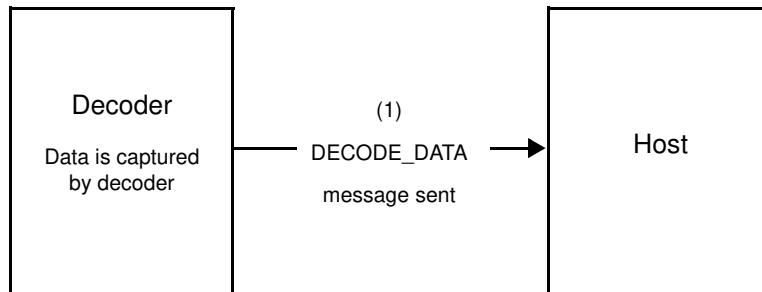 Decoder
Data is captured
by decoder
(1)
DECODE_DATA
message sent
Host